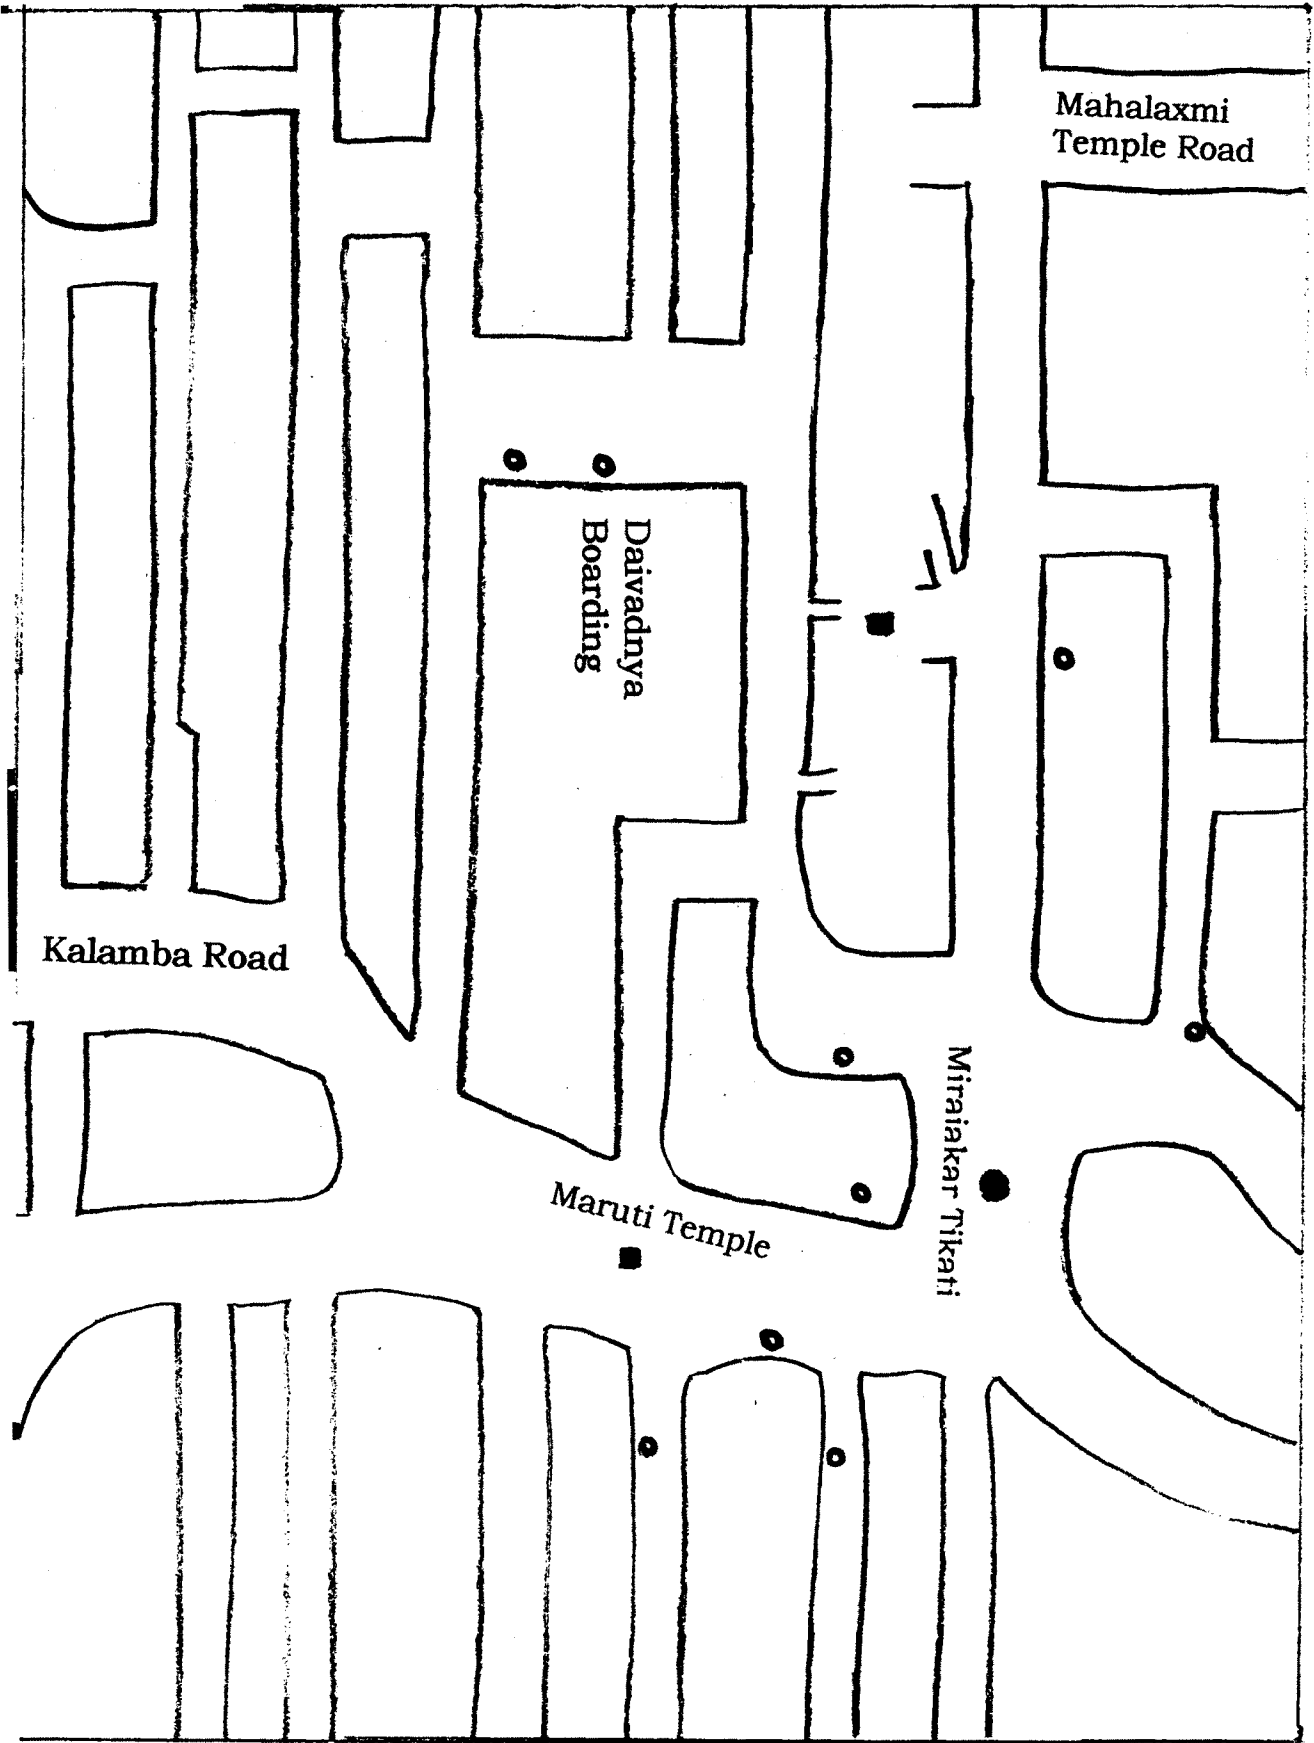 Mahalaxmi
Temple Road
Daivadnya
Boarding
Kalamba Road
Miraiakar Tikati
Maruti Temple